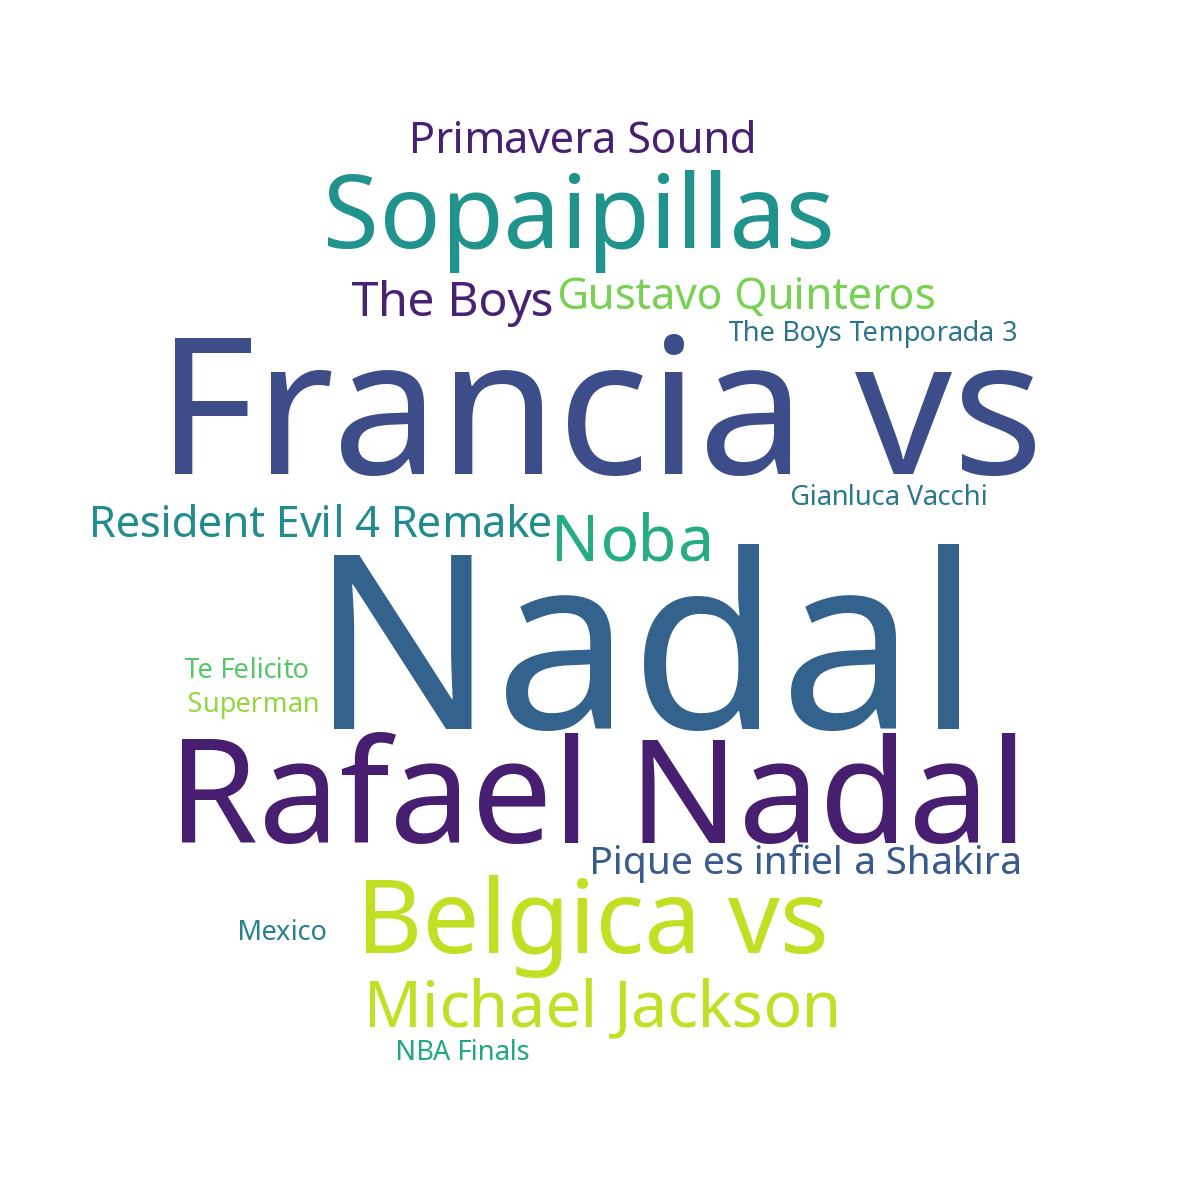 Primavera Sound
Sopaipillas
The Boys
Gustavo Quinteros
The Boys Temporada 3
Francia vs
Gianluca Vacchi
Resident Evil 4 Remake
Noba
Nadal
Te Felicito
Superman
Rafael Nadal
Pique es infiel a Shakira
Belgica vs
Mexico
Michael Jackson
NBA Finals